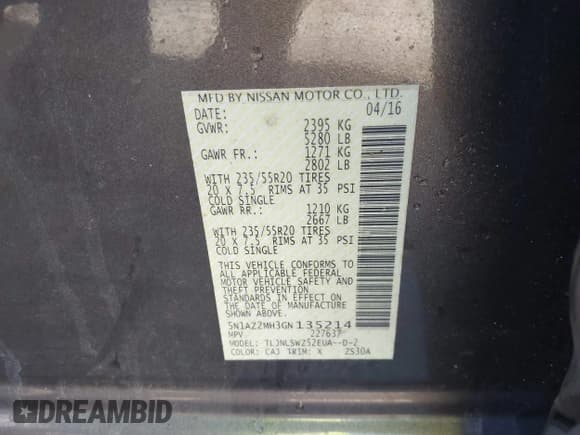 MFD BY NISSAN MOTOR CO., LTD.
DATE: 04/16
GVWR: 2395 KG
5280 LB
GAWR FR.: 1271 KG
2802 LB
WITH 235/55R20 TIRES
20 X 7.5 RIMS AT 35 PSI
COLD SINGLE
GAWR RR.: 1210 KG
2667 LB
WITH 235/55R20 TIRES
20 X 7.5 RIMS AT 35 PSI
COLD SINGLE
THIS VEHICLE CONFORMS TO
ALL APPLICABLE FEDERAL
MOTOR VEHICLE SAFETY AND
THEFT PREVENTION
STANDARDS IN EFFECT ON
THE DATE OF MANUFACTURE
SHOWN ABOVE.
5N1AZ2MH3GN135214
MPV 227637
MODEL: TLJNLSWZ52EUA--D-Z
COLOR: CAJ TRIM: X ZS30A
DREAMBID